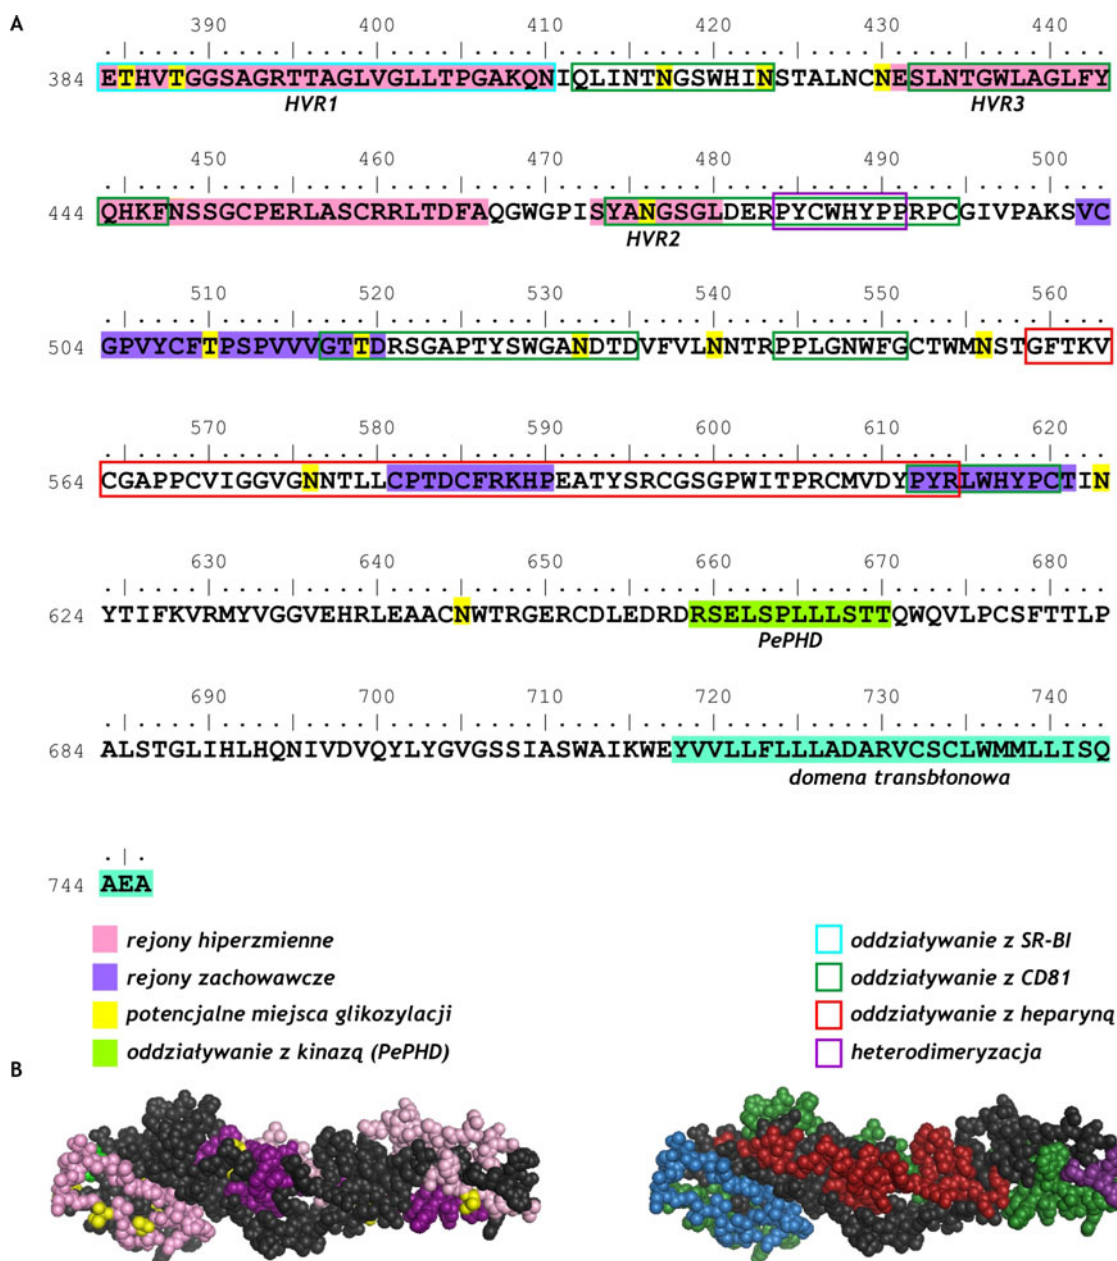 A
390 400 410 420 430 440
384 ETHVTGGSAGRTTAGLVGLLTPGAKQNIQLINTNGSWHINSTALNCNESLNTGWLAGLFY
HVR1 HVR3
450 460 470 480 490 500
444 QHKFNSSGCPERLASCRRLTDFAQGWGPISYANGSGLDERPYCWHYPPRPCGIVPAKSVC
HVR2
510 520 530 540 550 560
504 GPVYCFTPSPVVVGTTDRSGAPTYSWGANDTDVFVLNNTRPPLGNWFGCTWMNSTGFTKV
570 580 590 600 610 620
564 CGAPPCVIGGVGNNTLLCPTDCFRKHPEATYSRCGSGPWITPRCMVDYPYRLWHYPCTIN
630 640 650 660 670 680
624 YTIFKVRMYVGGVEHRLEAACNWTRGERCDLEDRDRSELSPLLLSTTQWQVLPCSFTTLP
PePHD
690 700 710 720 730 740
684 ALSTGLIHLHQNIVDVQYLYGVGSSIASWAIKWEYVVLLFLLLADARVCSCLWMMLLISQ
domena transbłonowa
744 AEA
rejony hiperzmienne
rejony zachowawcze
potencjalne miejsca glikozylacji
oddziaływanie z kinazą (PePHD)
oddziaływanie z SR-BI
oddziaływanie z CD81
oddziaływanie z heparyną
heterodimeryzacja
B